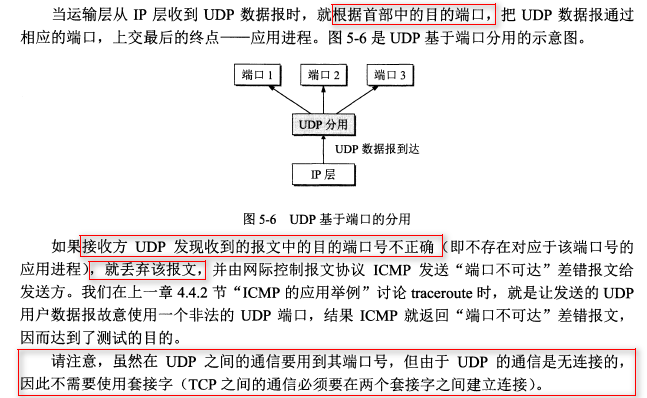 当运输层从 IP 层收到 UDP 数据报时，就根据首部中的目的端口，把 UDP 数据报通过
相应的端口，上交最后的终点——应用进程。图 5-6 是 UDP 基于端口分用的示意图。
端口 1
端口 2
端口 3
UDP 分用
UDP 数据报到达
IP 层
图 5-6 UDP 基于端口的分用
如果接收方 UDP 发现收到的报文中的目的端口号不正确（即不存在对应于该端口号的
应用进程），就丢弃该报文，并由网际控制报文协议 ICMP 发送“端口不可达”差错报文给
发送方。我们在上一章 4.4.2 节“ICMP 的应用举例”讨论 traceroute 时，就是让发送的 UDP
用户数据报故意使用一个非法的 UDP 端口，结果 ICMP 就返回“端口不可达”差错报文，
因而达到了测试的目的。
请注意，虽然在 UDP 之间的通信要用到其端口号，但由于 UDP 的通信是无连接的，
因此不需要使用套接字（TCP 之间的通信必须要在两个套接字之间建立连接）。